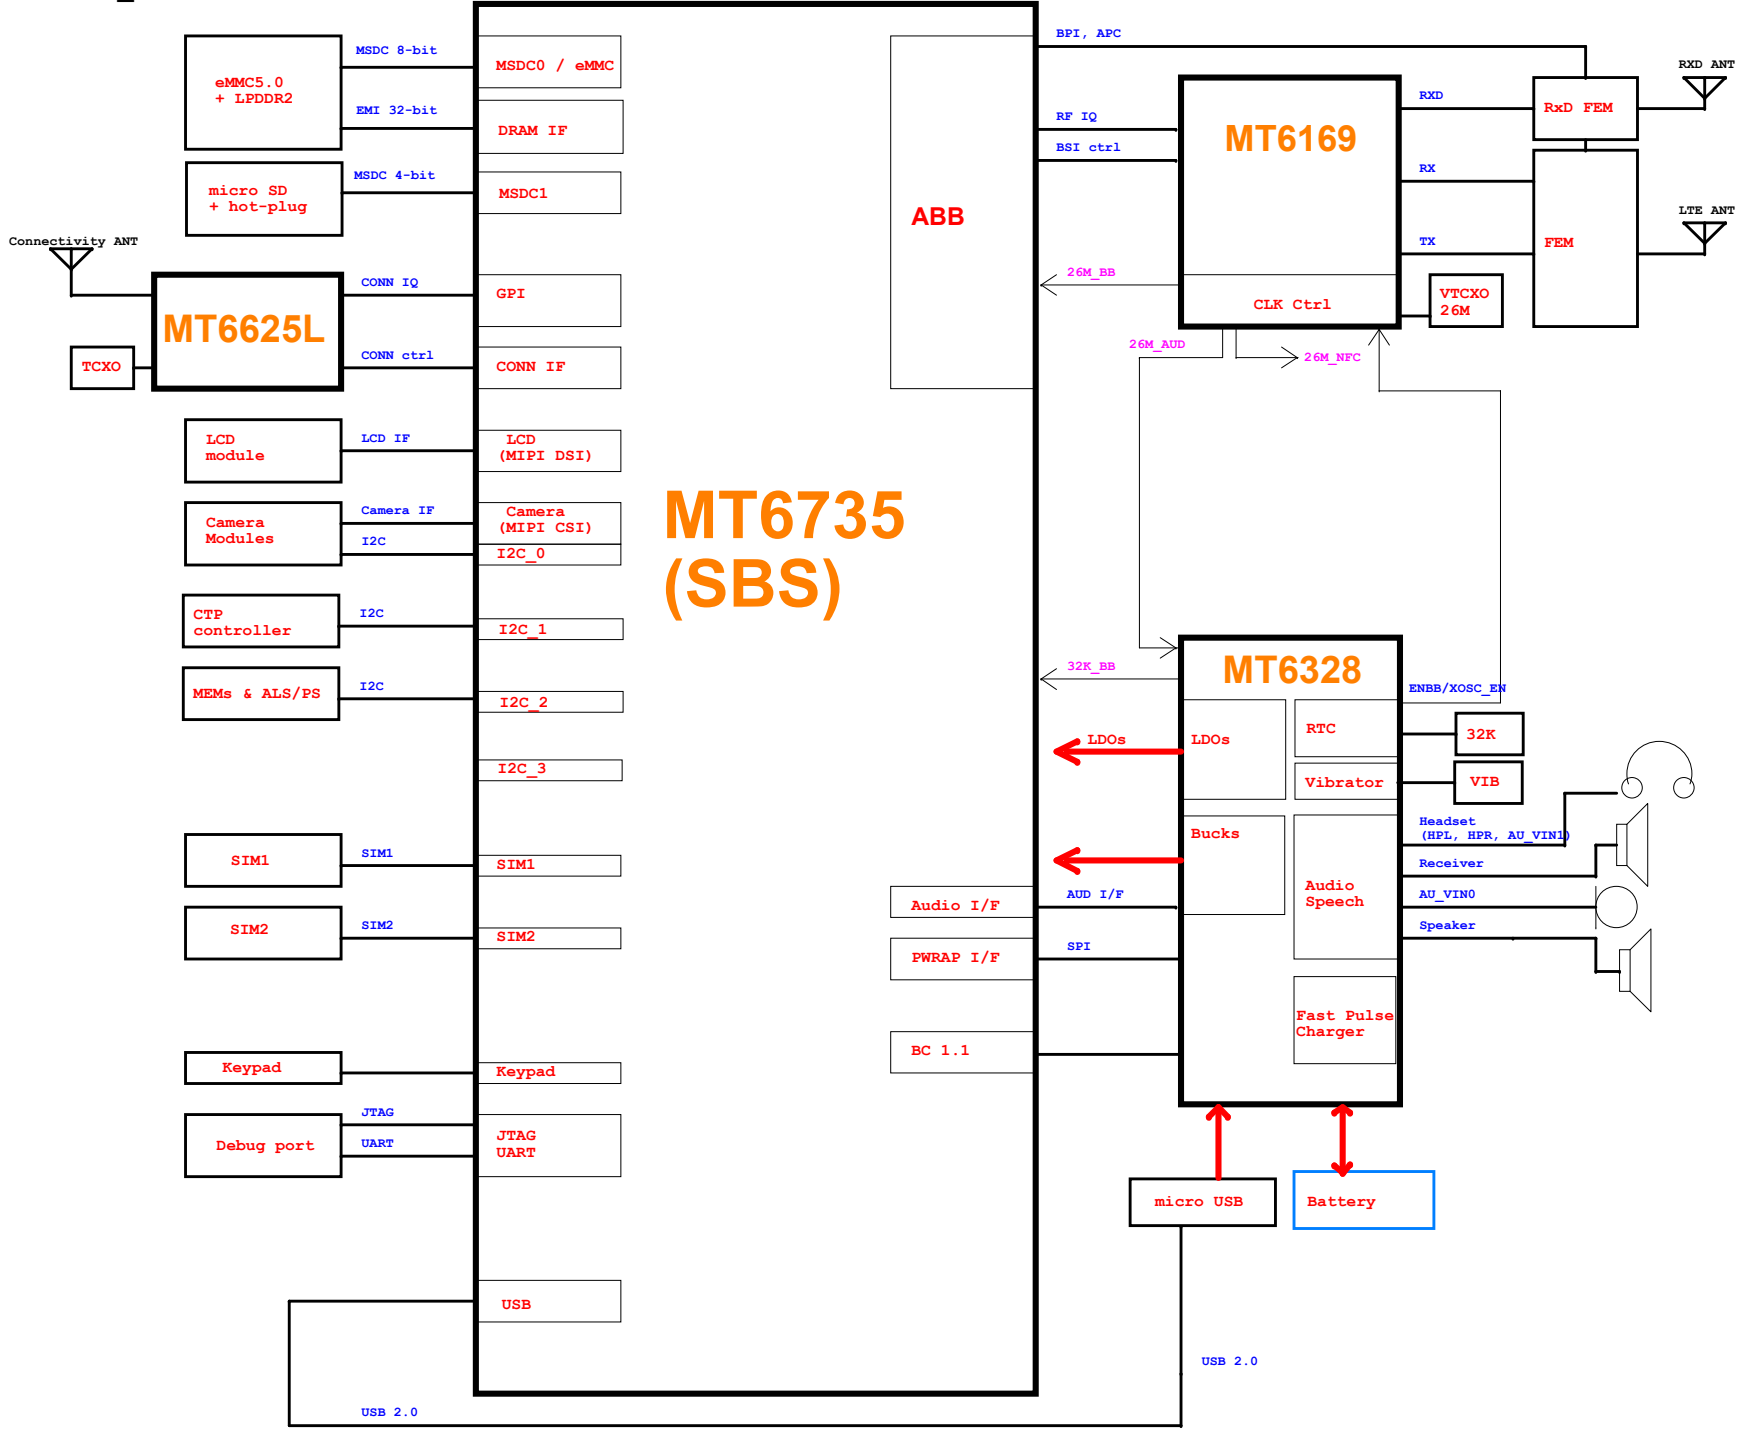 MSDC 8-bit
eMMC5.0
+ LPDDR2
EMI 32-bit
MSDC0 / eMMC
DRAM IF
micro SD
+ hot-plug
MSDC 4-bit
MSDC1
Connectivity ANT
MT6625L
TCXO
CONN IQ
GPI
CONN ctrl
CONN IF
LCD
module
LCD IF
LCD
(MIPI DSI)
Camera
Modules
Camera IF
I2C
Camera
(MIPI CSI)
I2C_0
CTP
controller
I2C
I2C_1
MEMs & ALS/PS
I2C
I2C_2
I2C_3
SIM1
SIM1
SIM1
SIM2
SIM2
SIM2
Keypad
Keypad
Debug port
JTAG
UART
JTAG
UART
USB
USB 2.0
MT6735
(SBS)
ABB
BPI, APC
RF IQ
BSI ctrl
26M_BB
MT6169
CLK Ctrl
RXD
RX
TX
RxD FEM
FEM
RXD ANT
LTE ANT
VTCXO
26M
26M_AUD
26M_NFC
32K_BB
MT6328
ENBB/XOSC_EN
LDOs
LDOs
RTC
32K
Vibrator
VIB
Bucks
Audio
Speech
Headset
(HPL, HPR, AU_VIN1)
Receiver
AU_VIN0
Speaker
Audio I/F
AUD I/F
PWRAP I/F
SPI
Fast Pulse
Charger
BC 1.1
micro USB
Battery
USB 2.0